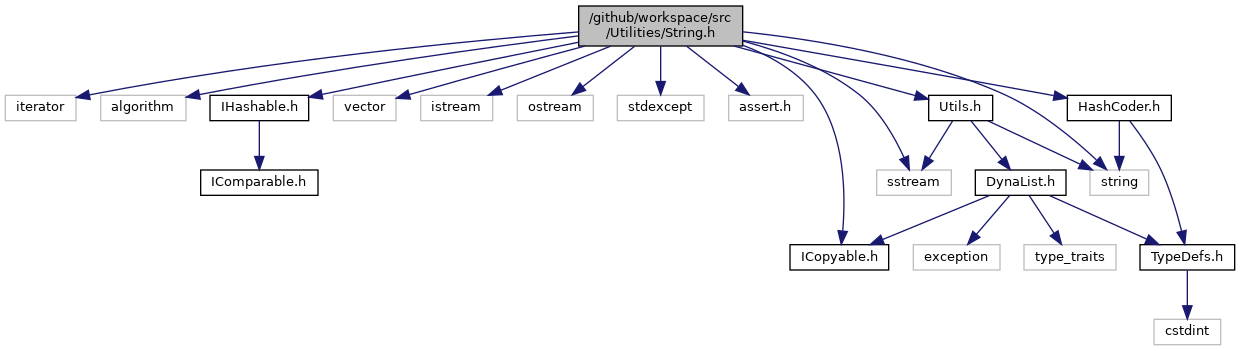 /github/workspace/src
/Utilities/String.h
iterator
algorithm
IHashable.h
vector
istream
ostream
stdexcept
assert.h
Utils.h
HashCoder.h
IComparable.h
sstream
DynaList.h
string
ICopyable.h
exception
type_traits
TypeDefs.h
cstdint